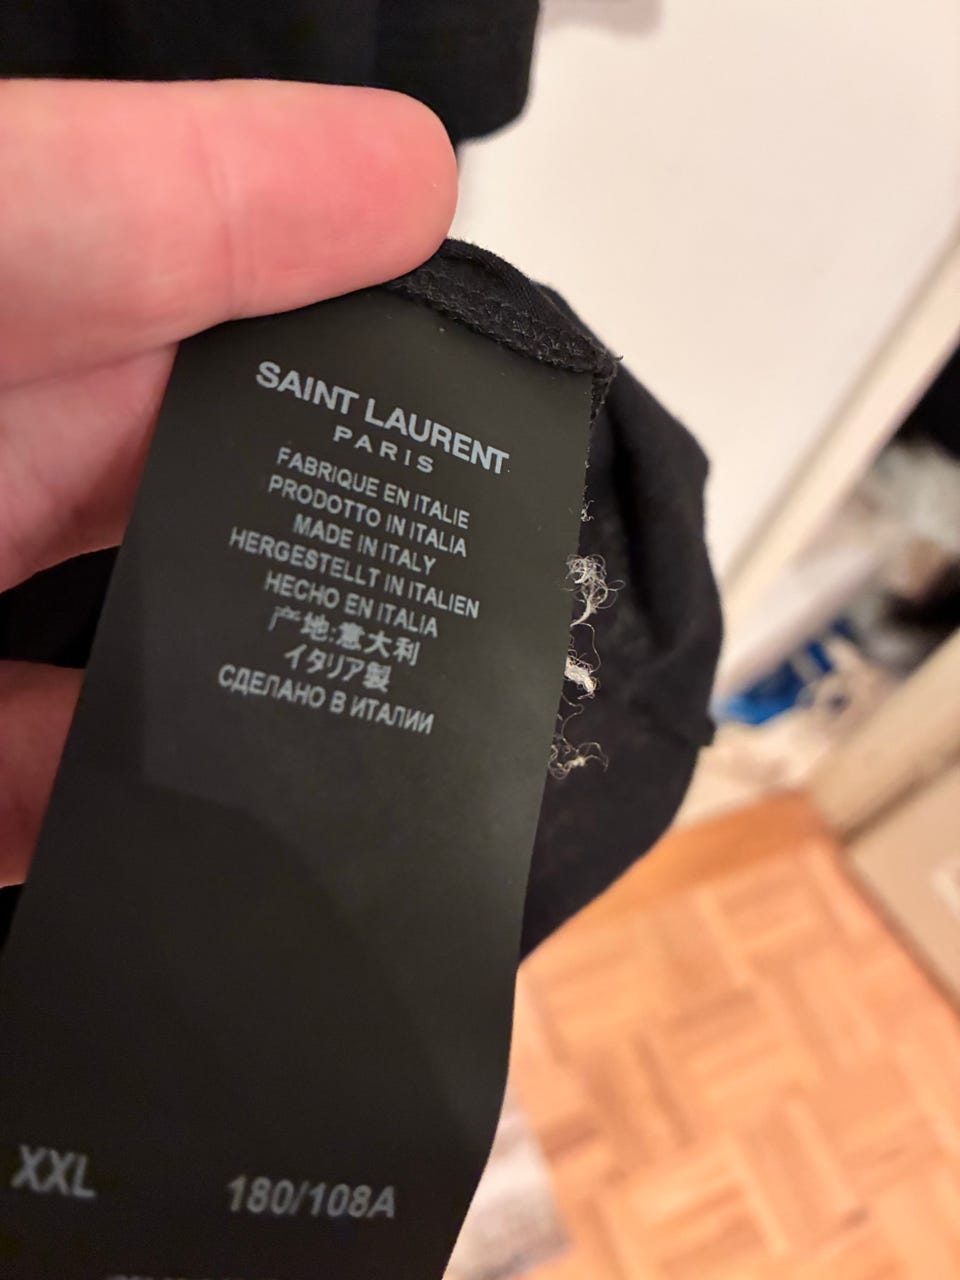 SAINT LAURENT
PARIS
FABRIQUE EN ITALIE
PRODOTTO IN ITALIA
MADE IN ITALY
HERGESTELLT IN ITALIEN
HECHO EN ITALIA
产地:意大利
イタリア製
СДЕЛАНО В ИТАЛИИ
XXL 180/108A